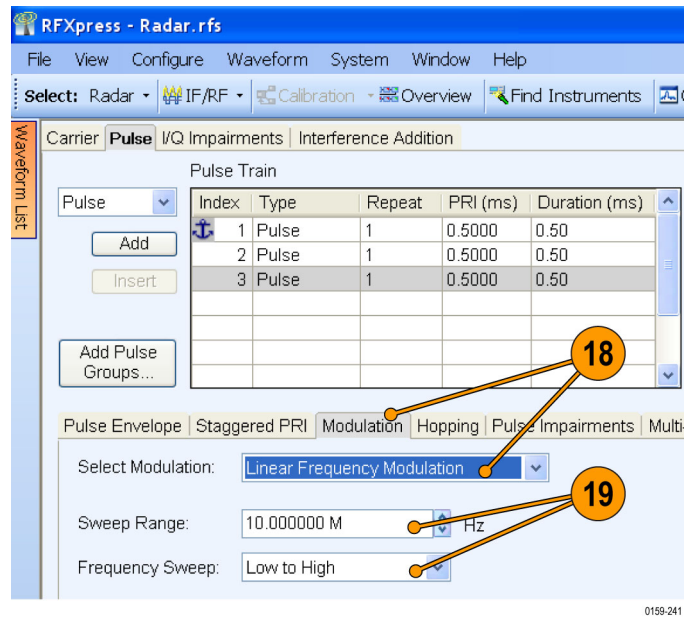 RFXpress - Radar.rfs
File View Configure Waveform System Window Help
Select: Radar IF/RF Calibration Overview Find Instruments
Waveform List
Carrier Pulse I/Q Impairments Interference Addition
Pulse Train
Pulse
Add
Insert
Add Pulse
Groups...
Index Type Repeat PRI (ms) Duration (ms)
1 Pulse 1 0.5000 0.50
2 Pulse 1 0.5000 0.50
3 Pulse 1 0.5000 0.50
18
Pulse Envelope Staggered PRI Modulation Hopping Pulse Impairments Multi-
Select Modulation: Linear Frequency Modulation
19
Sweep Range: 10.000000 M Hz
Frequency Sweep: Low to High
0159-241